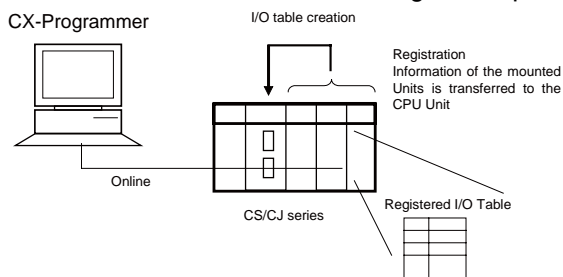 CX-Programmer
I/O table creation
Registration
Information of the mounted
Units is transferred to the
CPU Unit
Online
CS/CJ series
Registered I/O Table